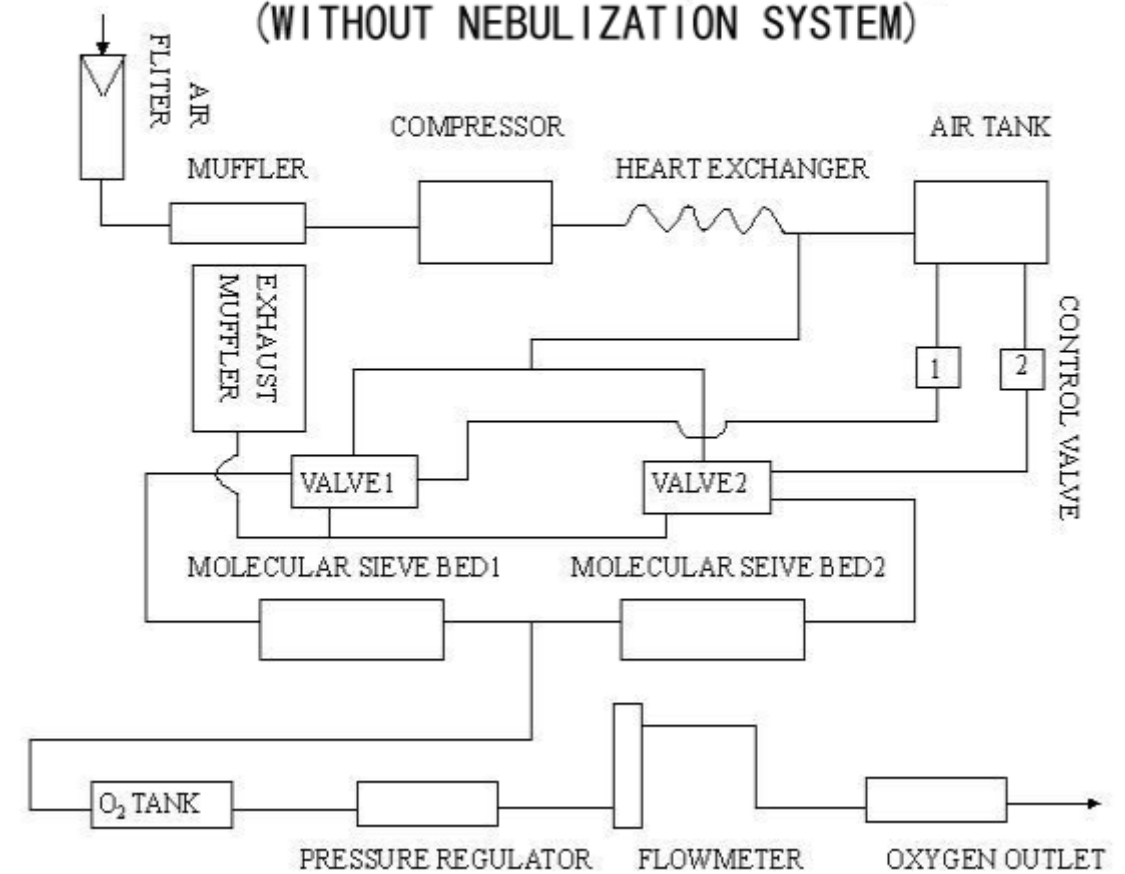 (WITHOUT NEBULIZATION SYSTEM)
AIR
FLITER
COMPRESSOR
AIR TANK
MUFFLER
HEART EXCHANGER
EXHAUST
MUFFLER
CONTROL VALVE
1
2
VALVE1
VALVE2
MOLECULAR SIEVE BED1
MOLECULAR SEIVE BED2
O₂ TANK
PRESSURE REGULATOR
FLOWMETER
OXYGEN OUTLET